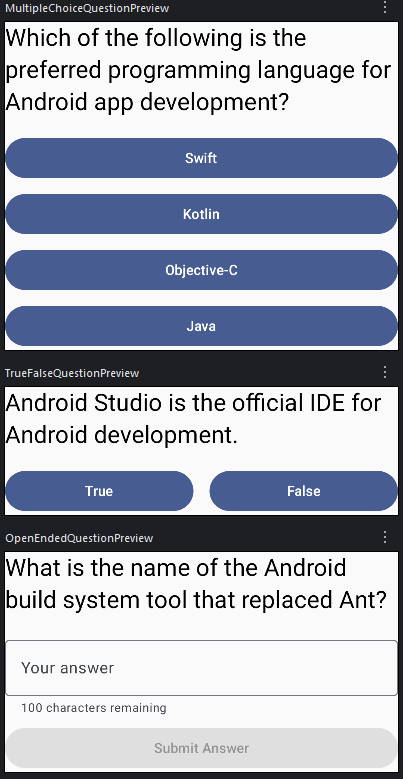 MultipleChoiceQuestionPreview
Which of the following is the
preferred programming language for
Android app development?
Swift
Kotlin
Objective-C
Java
TrueFalseQuestionPreview
Android Studio is the official IDE for
Android development.
True
False
OpenEndedQuestionPreview
What is the name of the Android
build system tool that replaced Ant?
Your answer
100 characters remaining
Submit Answer